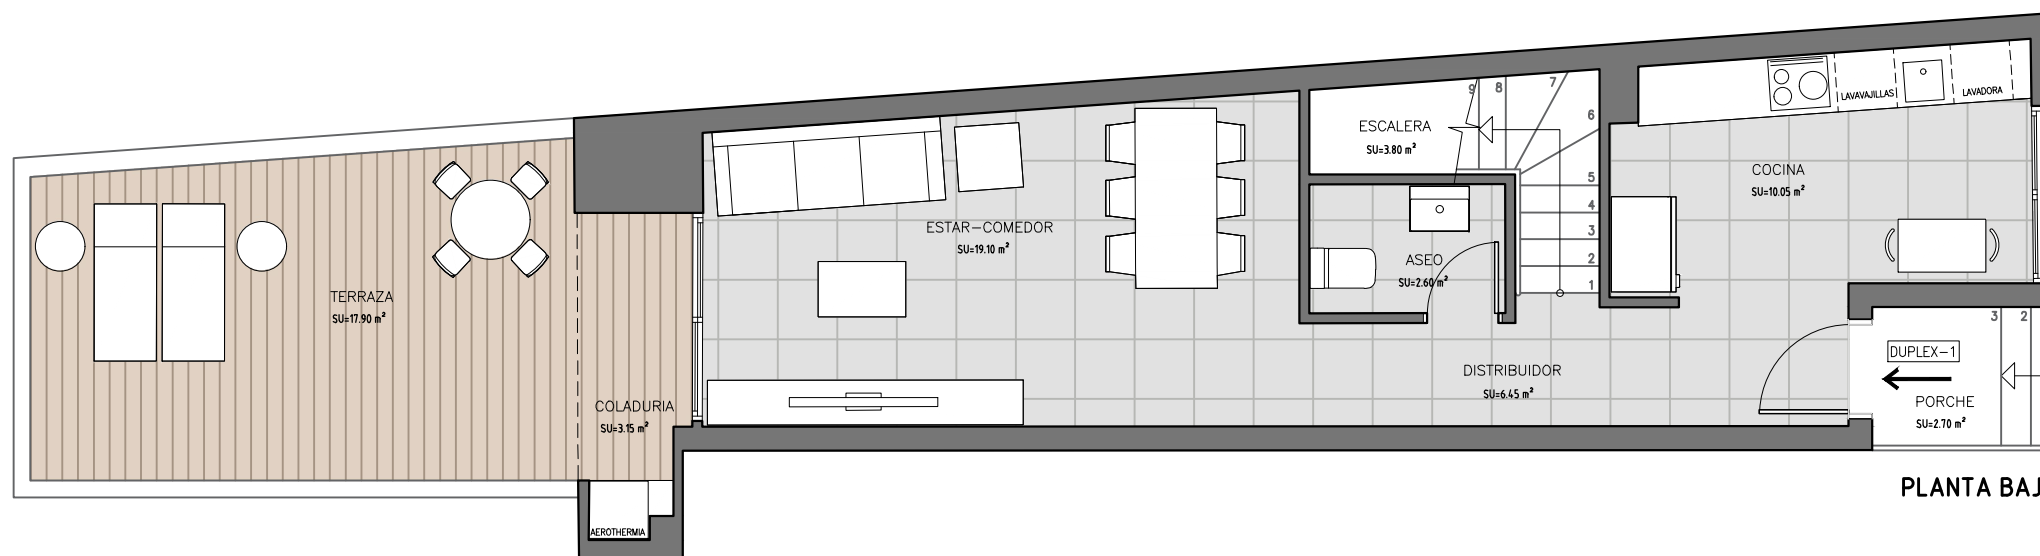 9
8
7
6
5
4
3
2
1
ESCALERA
SU=3.80 m²
LAVAVAJILLAS
LAVADORA
COCINA
SU=10.05 m²
ESTAR-COMEDOR
SU=19.10 m²
ASEO
SU=2.60 m²
TERRAZA
SU=17.90 m²
3
2
DUPLEX-1
DISTRIBUIDOR
SU=6.45 m²
PORCHE
SU=2.70 m²
COLADURIA
SU=3.15 m²
AEROTHERMIA
PLANTA BAJ